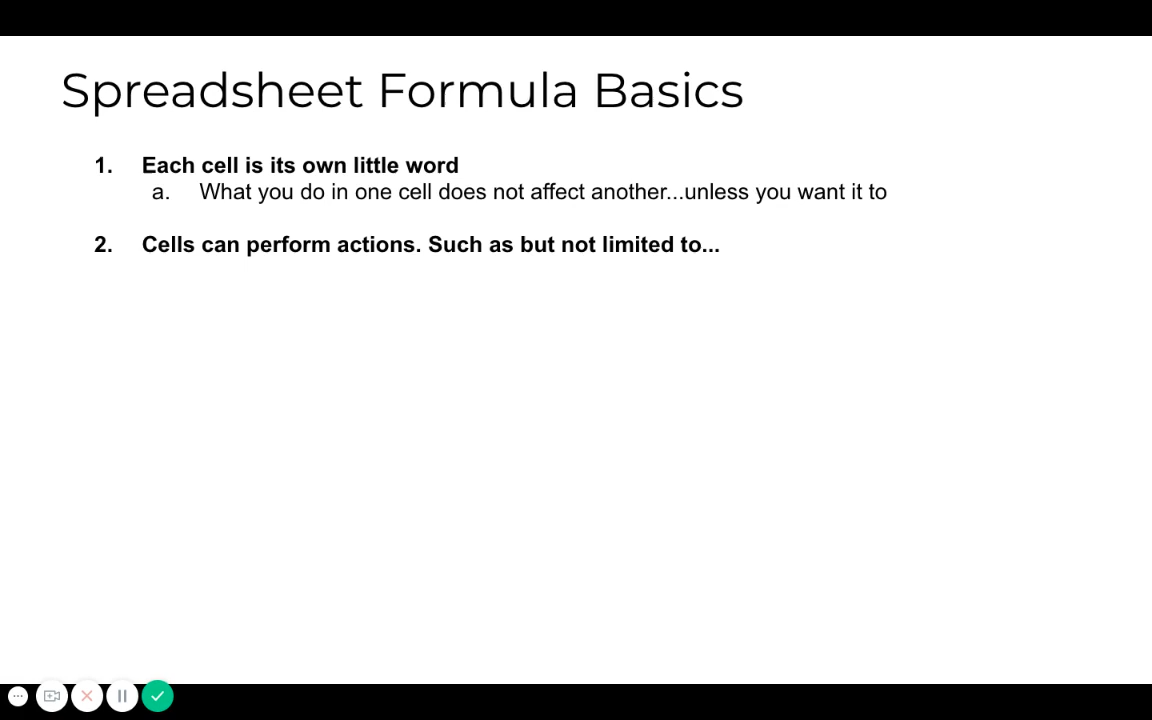 Spreadsheet Formula Basics
1. Each cell is its own little word
a. What you do in one cell does not affect another...unless you want it to
2. Cells can perform actions. Such as but not limited to...